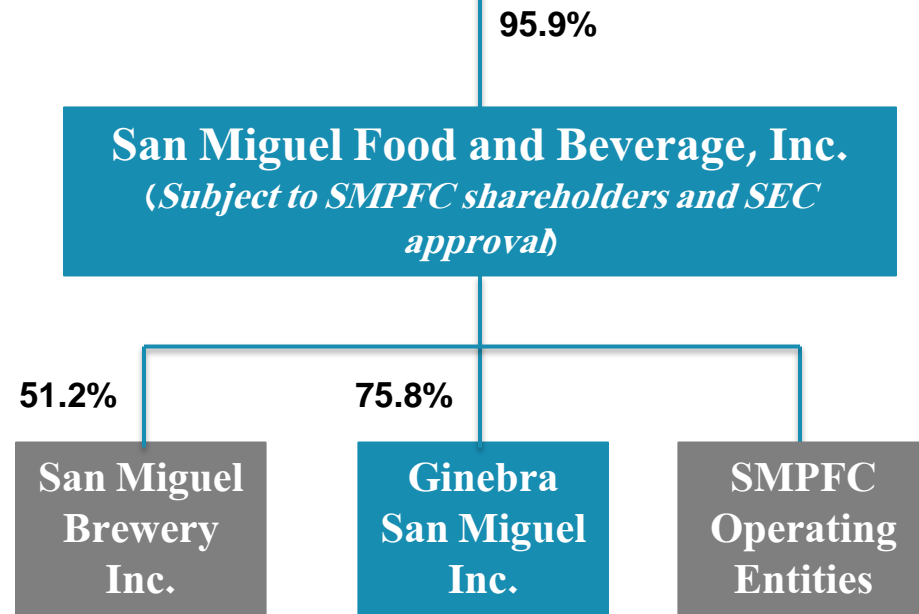 95.9%
San Miguel Food and Beverage, Inc.
(Subject to SMPFC shareholders and SEC
approval)
51.2%
75.8%
San Miguel
Brewery
Inc.
Ginebra
San Miguel
Inc.
SMPFC
Operating
Entities